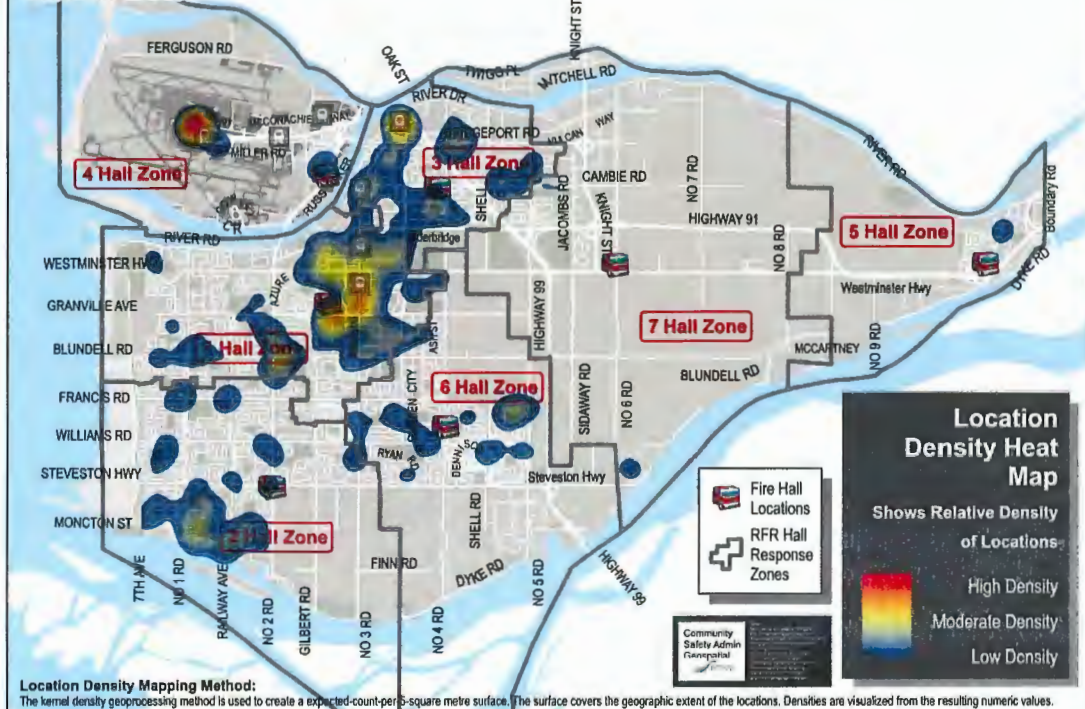 KNIGHT ST
FERGUSON RD
OAK ST
TWIGG PL
MITCHELL RD
RIVER DR
WAY
BRIDGEPORT RD
VULCAN WAY
RIVER RD
MILLER RD
4 Hall Zone
3 Hall Zone
CAMBIE RD
NO 7 RD
Boundary Rd
SHELL
JACOBS RD
KNIGHT ST
HIGHWAY 91
NO 8 RD
5 Hall Zone
RIVER RD
WESTMINSTER HWY
DYKE RD
Westminster Hwy
AZURE
GRANVILLE AVE
HIGHWAY 99
7 Hall Zone
ASH ST
BLUNDELL RD
Hall Zone
MCCARTNEY
NO 9 RD
BLUNDELL RD
6 Hall Zone
FRANCIS RD
SIDAWAY RD
NO 6 RD
WILLIAMS RD
RYAN RD
STEVESTON HWY
Steveston Hwy
MONCTON ST
2 Hall Zone
SHELL RD
FINN RD
DYKE RD
HIGHWAY 99
7TH AVE
NO 1 RD
RAILWAY AVE
NO 2 RD
GILBERT RD
NO 3 RD
NO 4 RD
NO 5 RD
Fire Hall
Locations
RFR Hall
Response
Zones
Community
Safety Admin
Geospatial
Location
Density Heat
Map
Shows Relative Density
of Locations
High Density
Moderate Density
Low Density
Location Density Mapping Method:
The kernel density geoprocessing method is used to create a expected-count-per-5-square metre surface. The surface covers the geographic extent of the locations. Densities are visualized from the resulting numeric values.